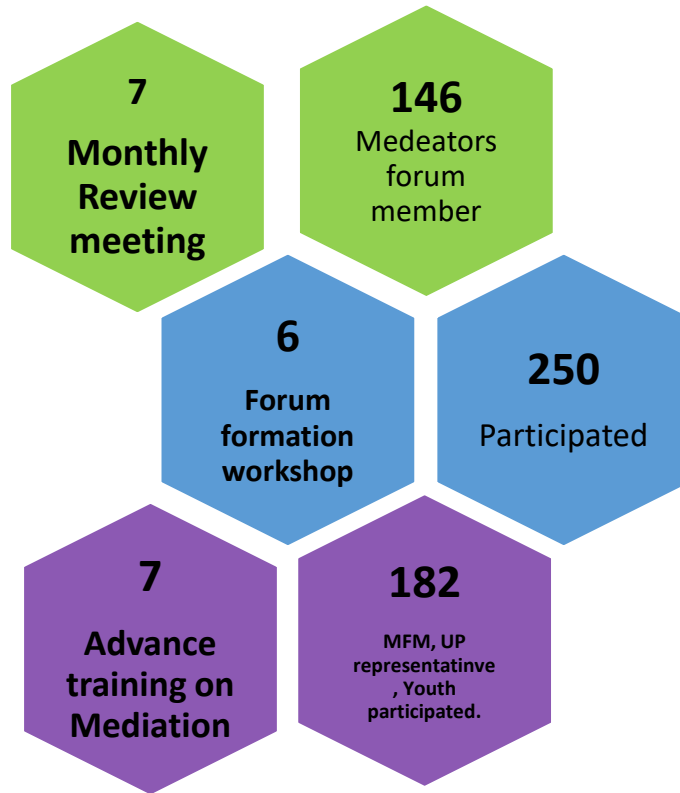 7
Monthly
Review
meeting
146
Medeators
forum
member
6
Forum
formation
workshop
250
Participated
7
Advance
training on
Mediation
182
MFM, UP
representatinve
, Youth
participated.